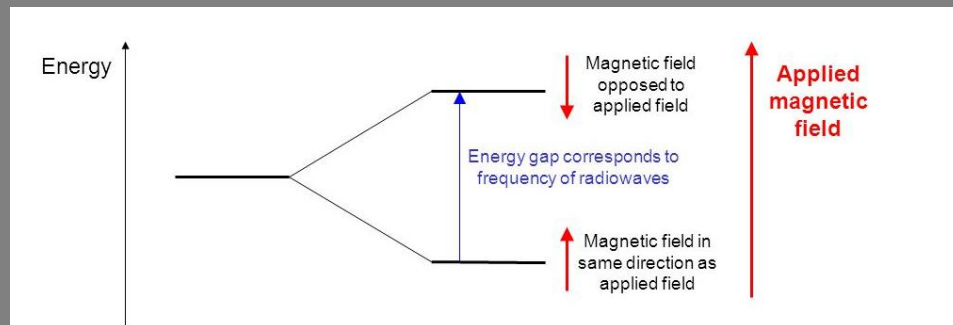 Energy
Magnetic field
opposed to
applied field
Applied
magnetic
field
Energy gap corresponds to
frequency of radiowaves
Magnetic field in
same direction as
applied field